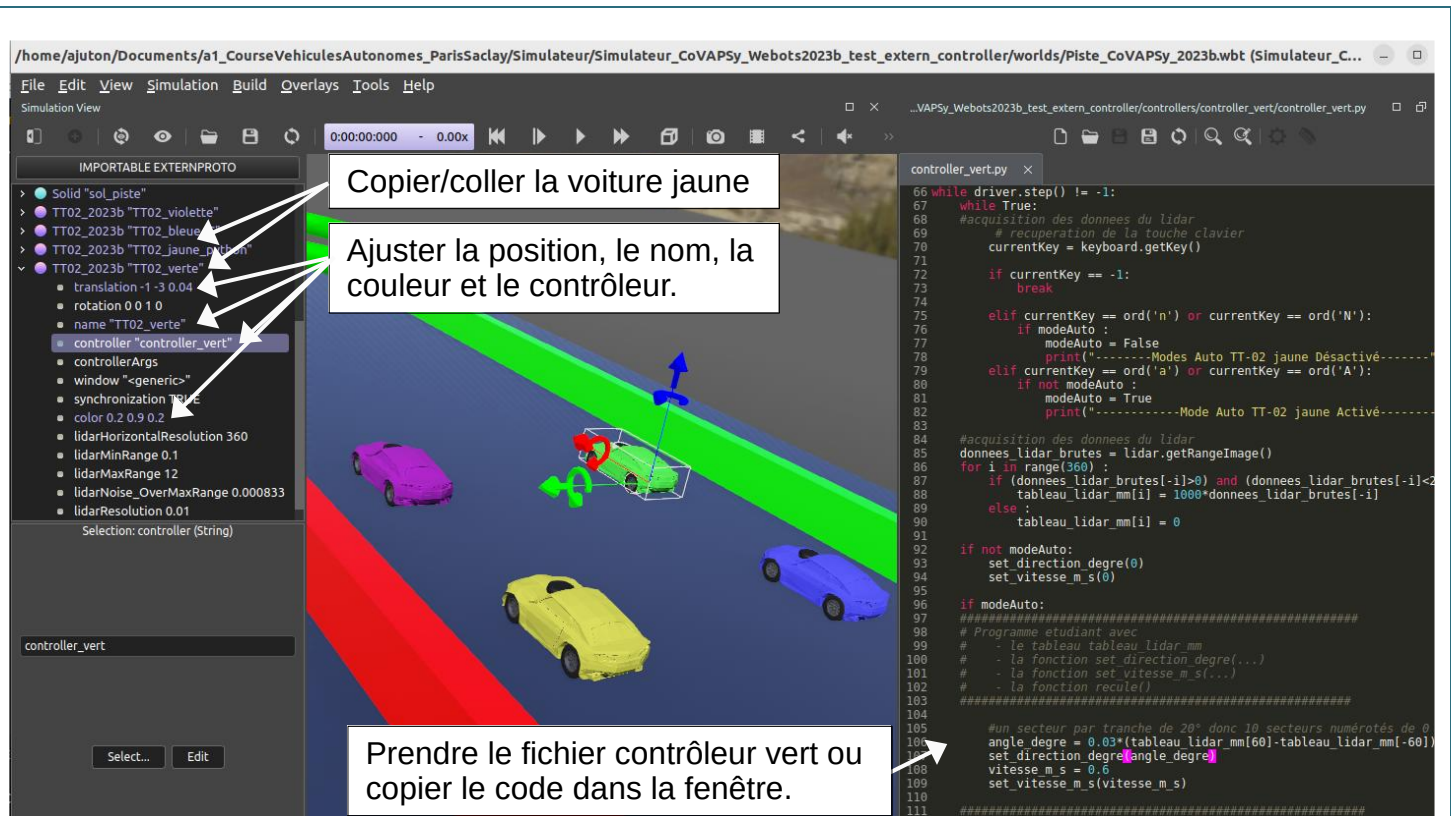 /home/ajuton/Documents/a1_CourseVehiculesAutonomes_ParisSaclay/Simulateur/Simulateur_CoVAPSy_Webots2023b_test_extern_controller/worlds/Piste_CoVAPSy_2023b.wbt (Simulateur_C...
File Edit View Simulation Build Overlays Tools Help
Simulation View
...VAPSy_Webots2023b_test_extern_controller/controllers/controller_vert/controller_vert.py
0:00:00:000 - 0.00x
IMPORTABLE EXTERNPROTO
Solid "sol_piste"
TT02_2023b "TT02_violette"
TT02_2023b "TT02_bleue
TT02_2023b "TT02_jaune_python"
TT02_2023b "TT02_verte"
translation -1 -3 0.04
rotation 0 0 1 0
name "TT02_verte"
controller "controller_vert"
controllerArgs
window "<generic>"
synchronization TRUE
color 0.2 0.9 0.2
lidarHorizontalResolution 360
lidarMinRange 0.1
lidarMaxRange 12
lidarNoise_OverMaxRange 0.000833
lidarResolution 0.01
Selection: controller (String)
controller_vert
Select... Edit
Copier/coller la voiture jaune
Ajuster la position, le nom, la
couleur et le contrôleur.
Prendre le fichier contrôleur vert ou
copier le code dans la fenêtre.
controller_vert.py
66 while driver.step() != -1:
67 while True:
68 #acquisition des donnees du lidar
69 # recuperation de la touche clavier
70 currentKey = keyboard.getKey()
71
72 if currentKey == -1:
73 break
74
75 elif currentKey == ord('n') or currentKey == ord('N'):
76 if modeAuto :
77 modeAuto = False
78 print("--------Modes Auto TT-02 jaune Désactivé-------"
79 elif currentKey == ord('a') or currentKey == ord('A'):
80 if not modeAuto :
81 modeAuto = True
82 print("------------Mode Auto TT-02 jaune Activé--------
83
84 #acquisition des donnees du lidar
85 donnees_lidar_brutes = lidar.getRangeImage()
86 for i in range(360) :
87 if (donnees_lidar_brutes[-i]>0) and (donnees_lidar_brutes[-i]<2
88 tableau_lidar_mm[i] = 1000*donnees_lidar_brutes[-i]
89 else :
90 tableau_lidar_mm[i] = 0
91
92 if not modeAuto:
93 set_direction_degre(0)
94 set_vitesse_m_s(0)
95
96 if modeAuto:
97 ########################################################
98 # Programme etudiant avec
99 # - le tableau tableau_lidar_mm
100 # - la fonction set_direction_degre(...)
101 # - la fonction set_vitesse_m_s(...)
102 # - la fonction recule()
103 #######################################################
104
105 #un secteur par tranche de 20° donc 10 secteurs numérotés de 0
106 angle_degre = 0.03*(tableau_lidar_mm[60]-tableau_lidar_mm[-60])
107 set_direction_degre(angle_degre)
108 vitesse_m_s = 0.6
109 set_vitesse_m_s(vitesse_m_s)
110
111 #########################################################